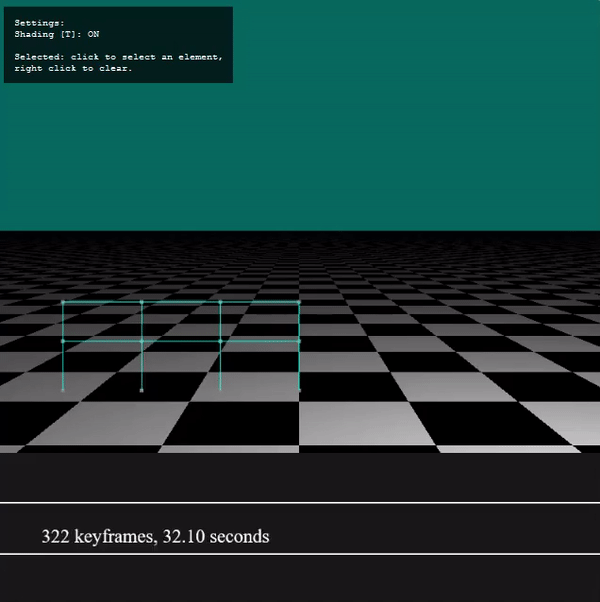 Settings:
Shading [T]: ON
Selected: click to select an element,
right click to clear.
322 keyframes, 32.10 seconds